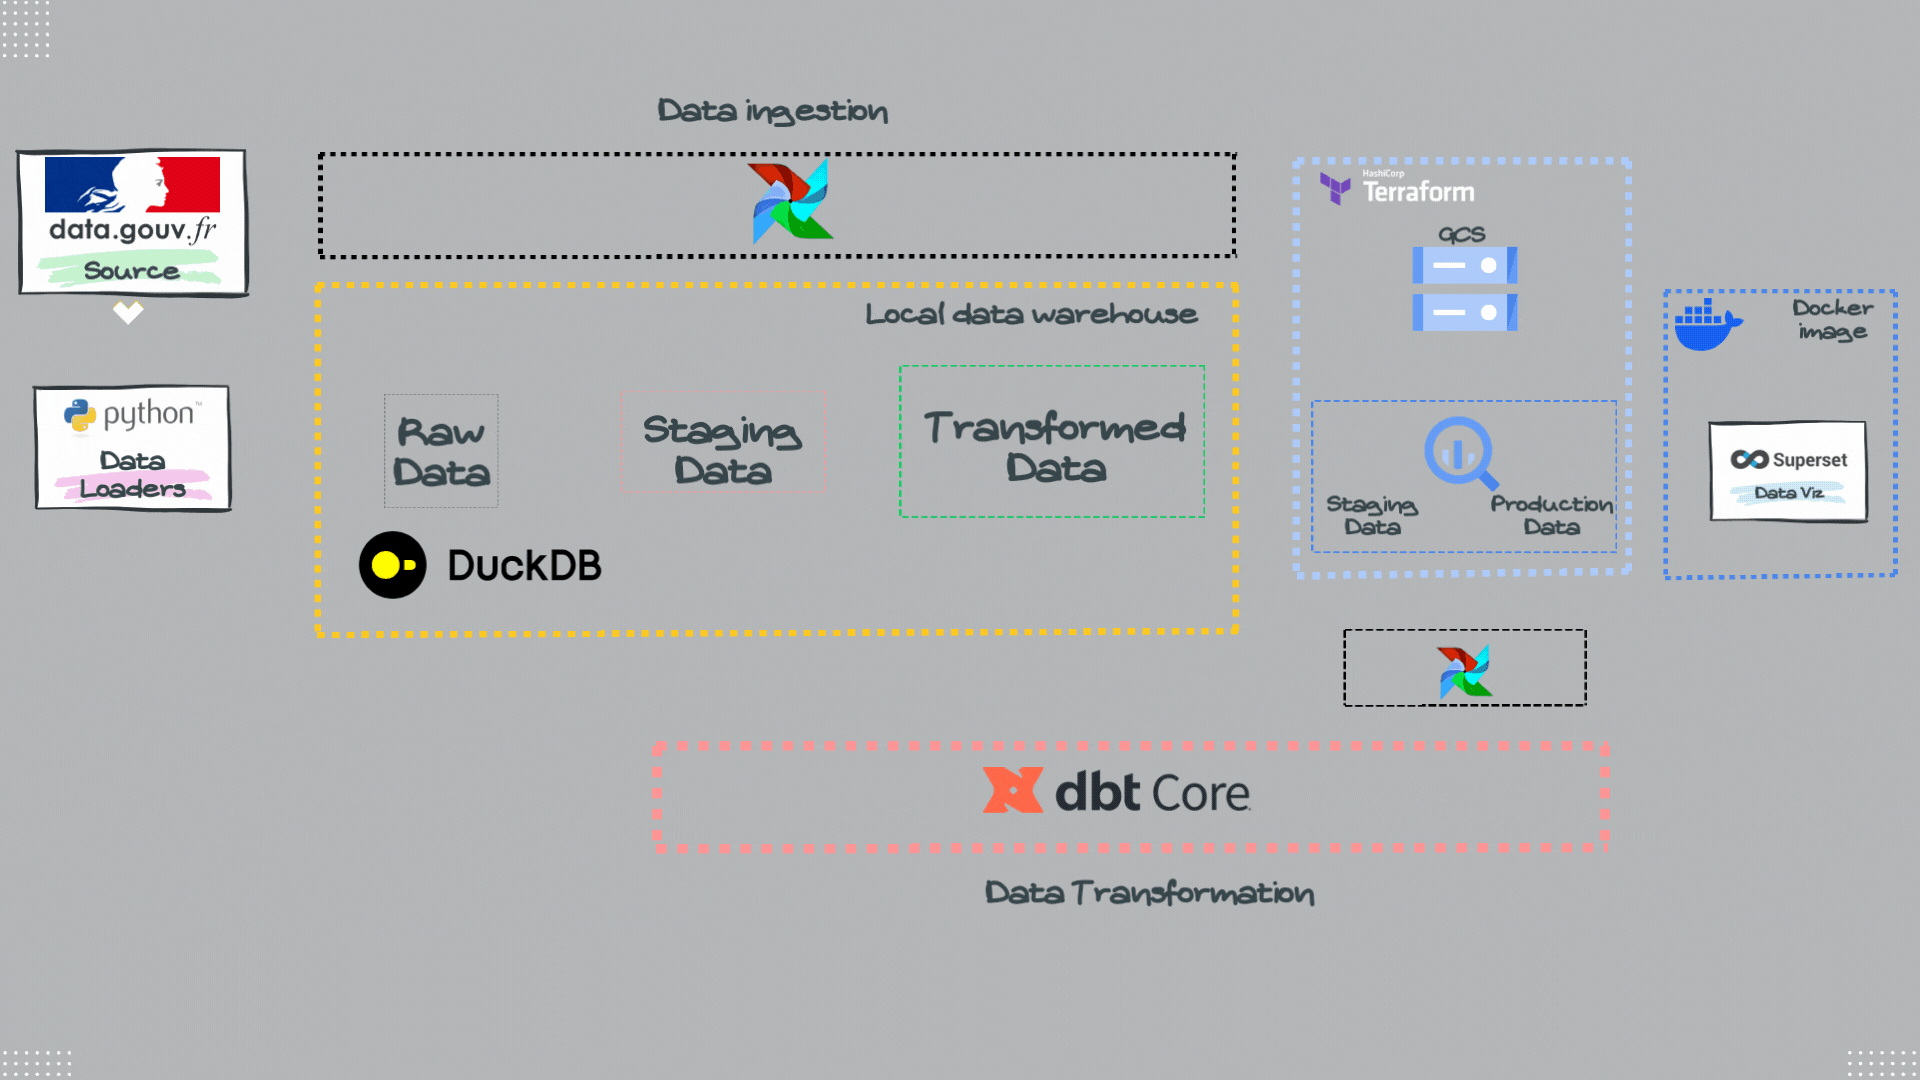 Data ingestion
data.gouv.fr
Source
python™
Data
Loaders
Local data warehouse
Raw
Data
Staging
Data
Transformed
Data
DuckDB
HashiCorp
Terraform
GCS
Staging
Data
Production
Data
Docker
image
Superset
Data Viz
dbt Core
Data Transformation